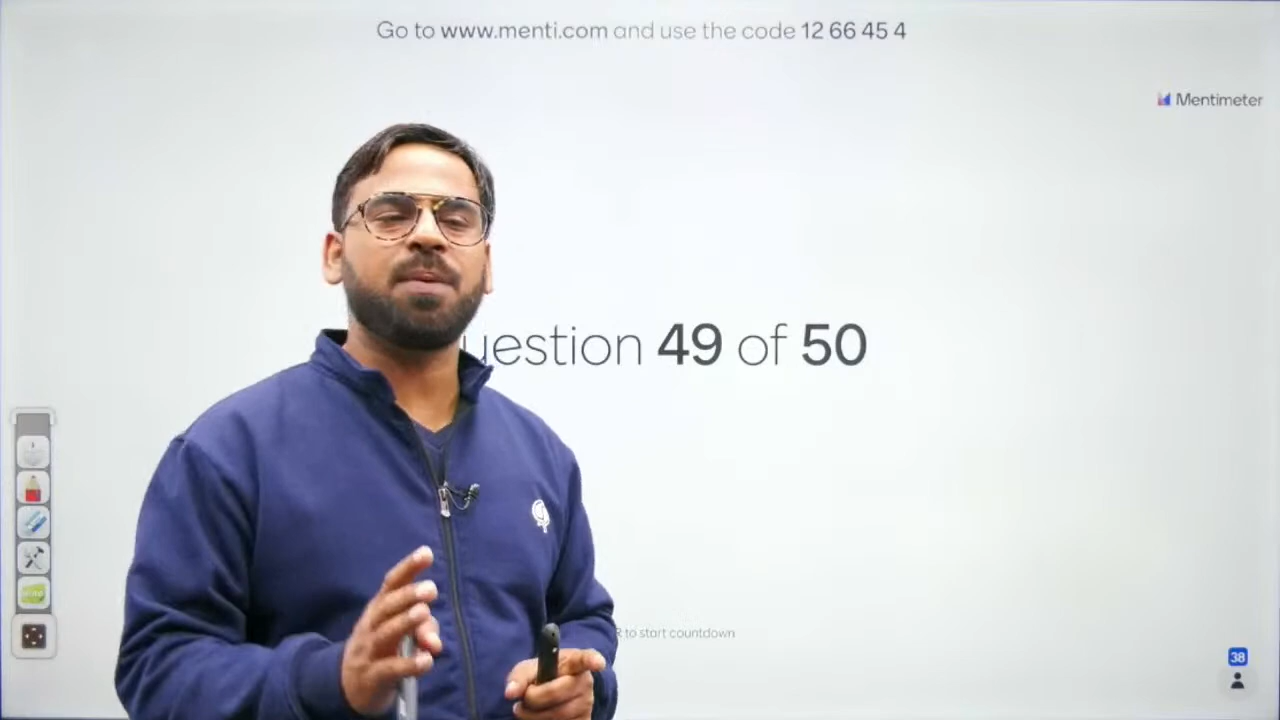 Go to www.menti.com and use the code 12 66 45 4
Mentimeter
uestion 49 of 50
R to start countdown
38